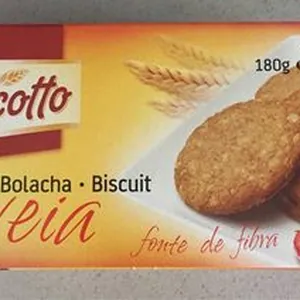 cotto
180g e
Bolacha · Biscuit
veia
fonte de fibra